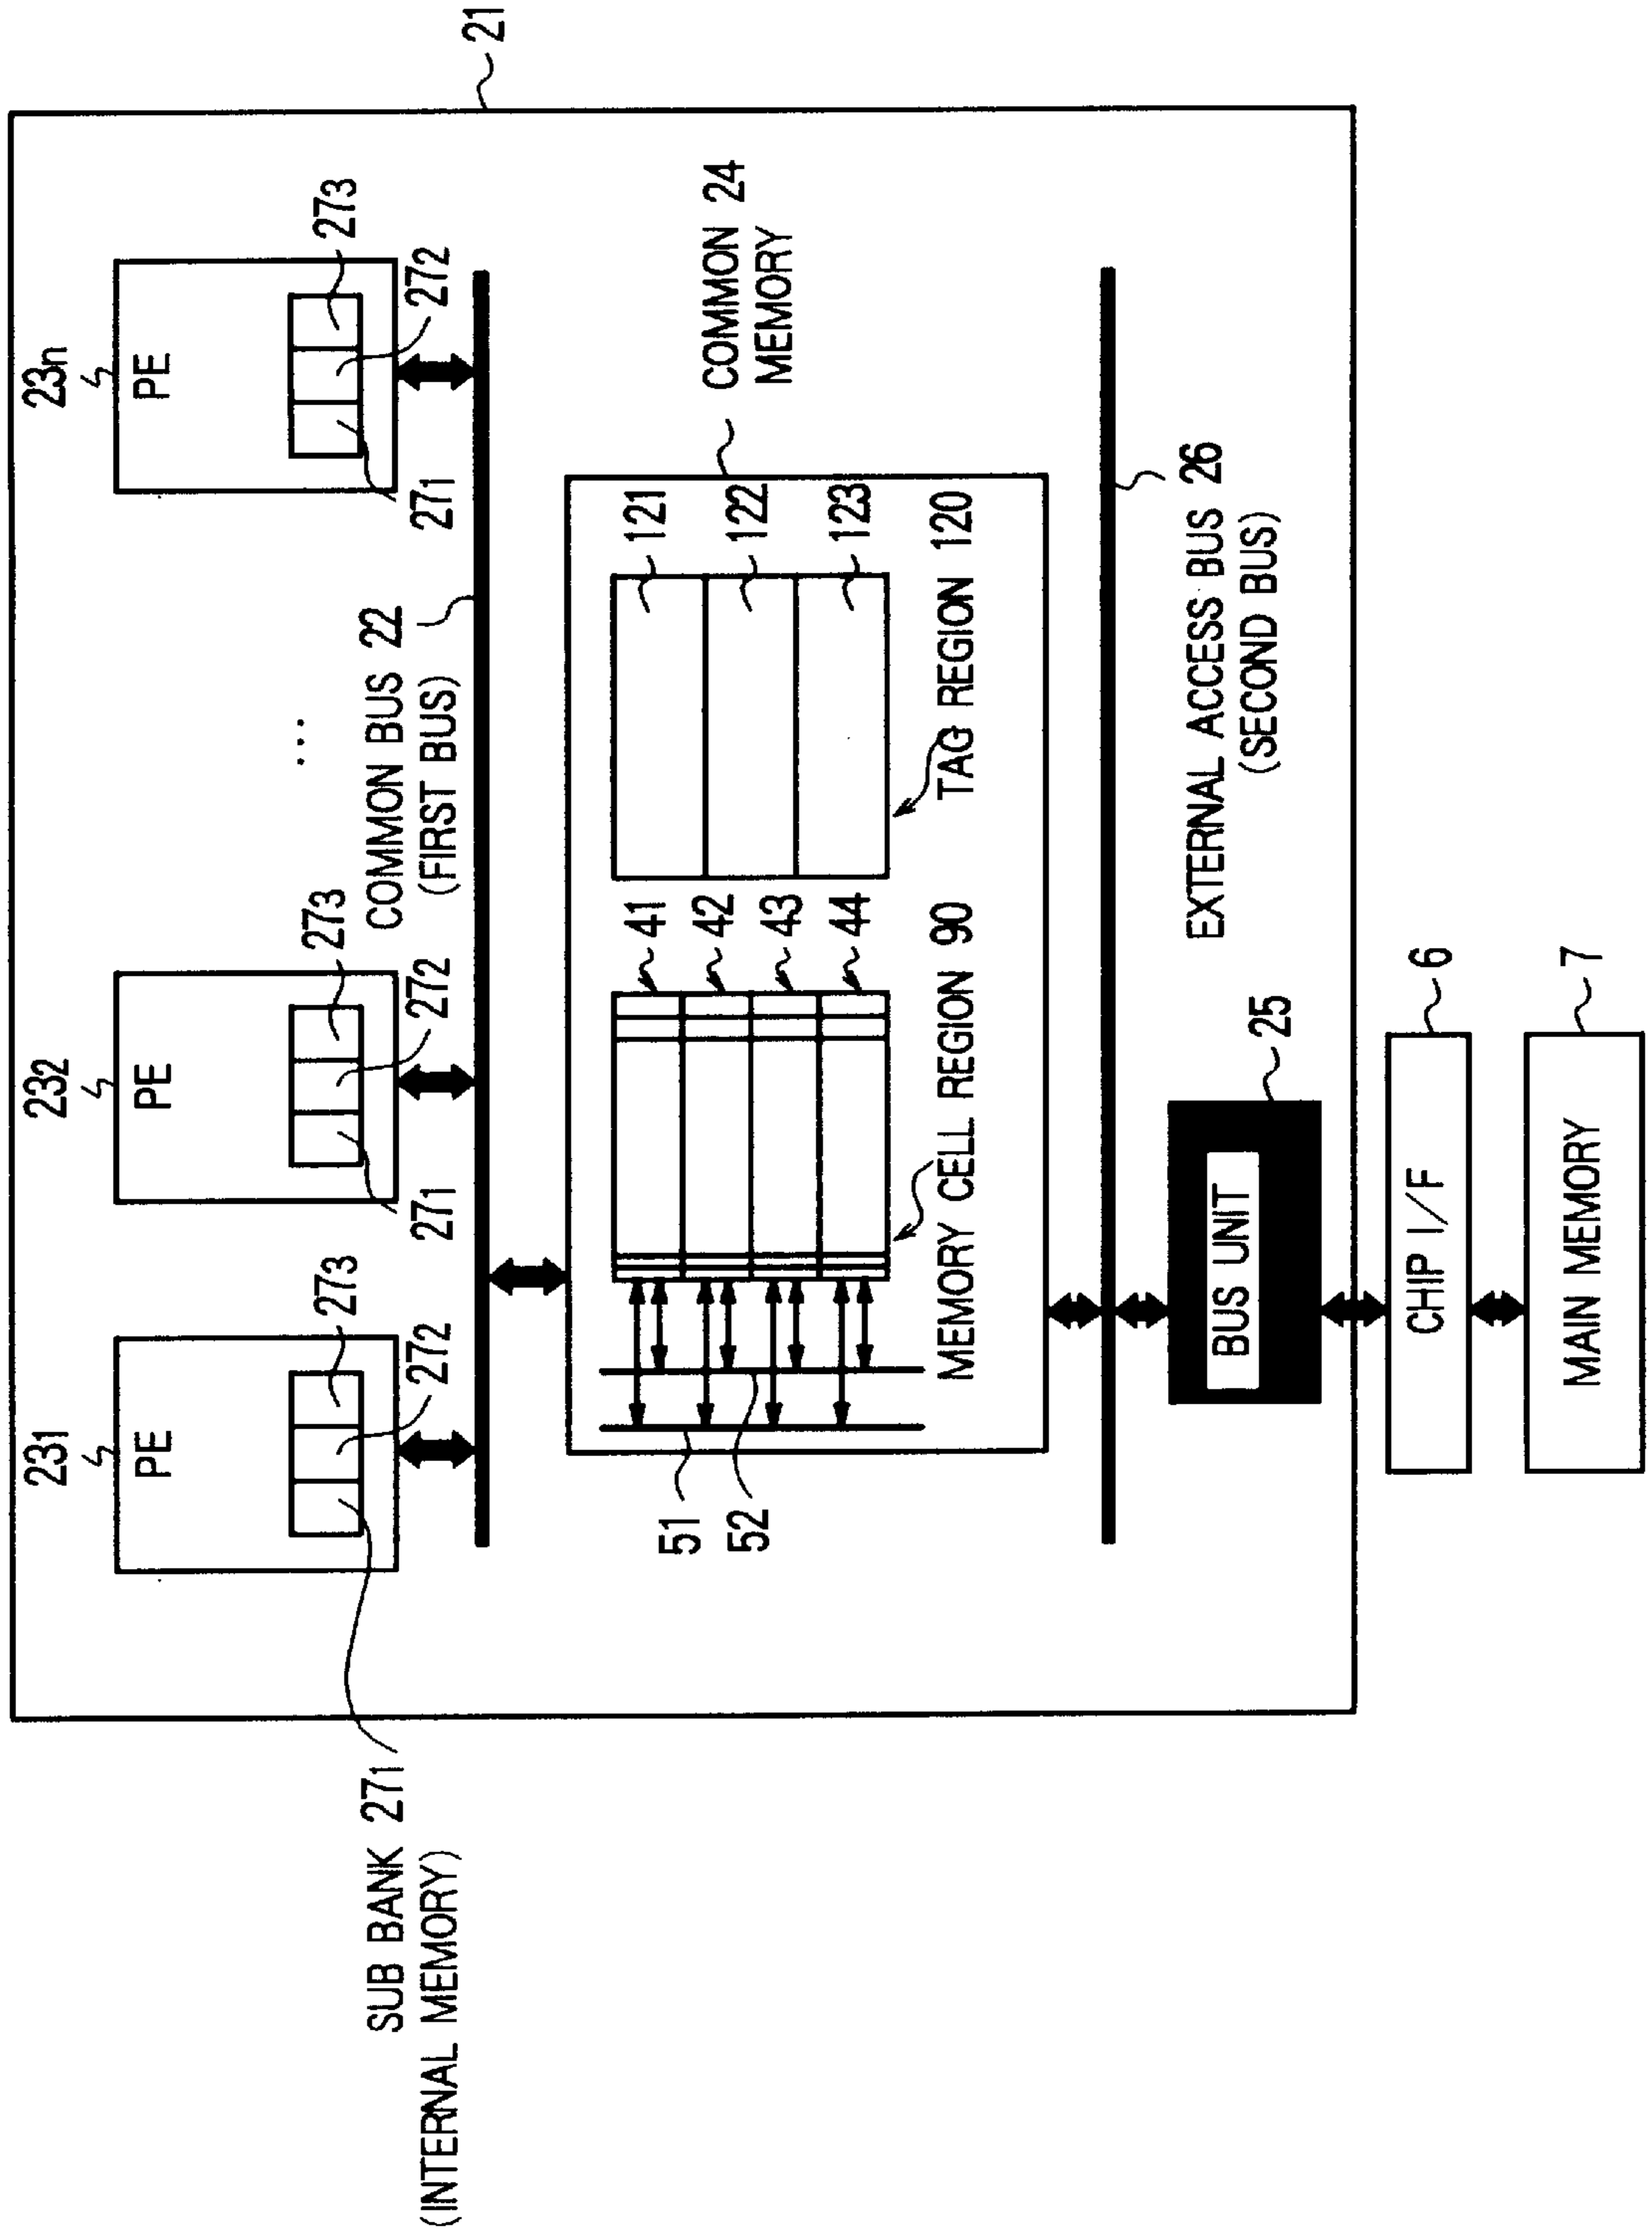 21
23₁
23₂
23n
PE
PE
PE
...
27₃
27₂
27₃
27₂
27₁
27₃
27₂
27₁
SUB BANK 27₁
(INTERNAL MEMORY)
COMMON BUS 22
(FIRST BUS)
COMMON 24
MEMORY
51
52
41
42
43
44
121
122
123
MEMORY CELL REGION 90
TAG REGION 120
EXTERNAL ACCESS BUS 26
(SECOND BUS)
BUS UNIT
25
CHIP I/F
6
MAIN MEMORY
7